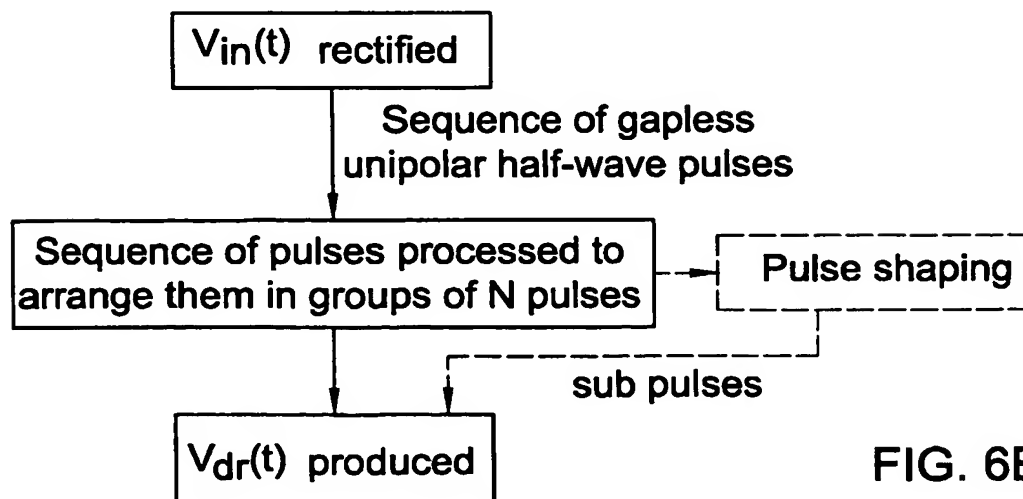 Vin(t) rectified
Sequence of gapless
unipolar half-wave pulses
Sequence of pulses processed to
arrange them in groups of N pulses
Pulse shaping
sub pulses
Vdr(t) produced
FIG. 6B